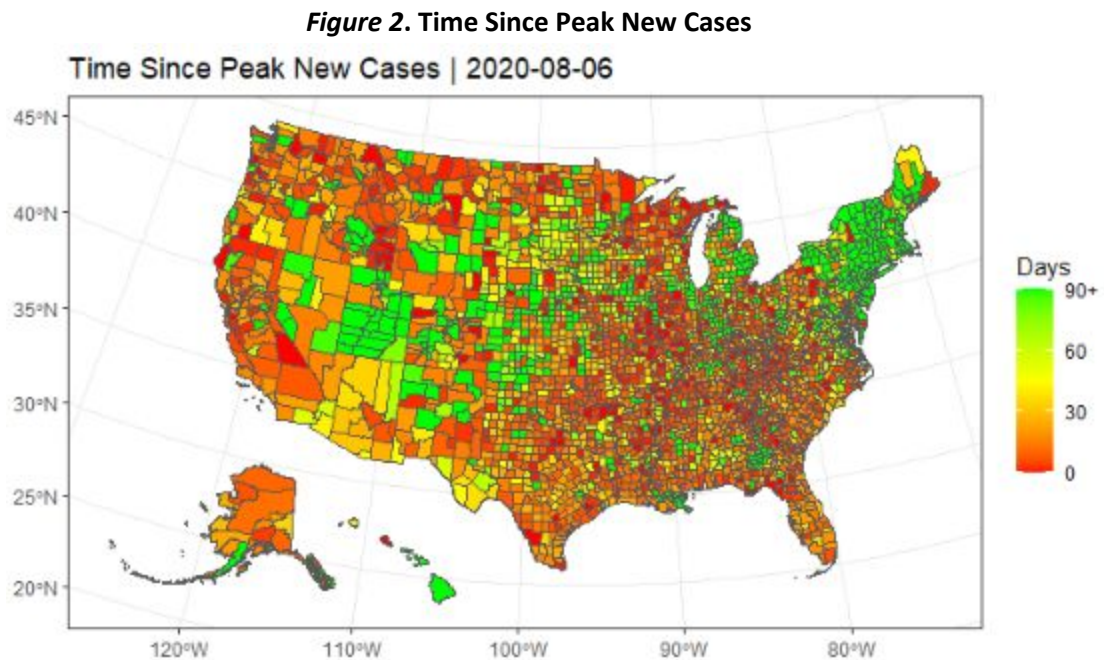 Figure 2. Time Since Peak New Cases
Time Since Peak New Cases | 2020-08-06
45°N
40°N
35°N
30°N
25°N
20°N
120°W
110°W
100°W
90°W
80°W
Days
90+
60
30
0